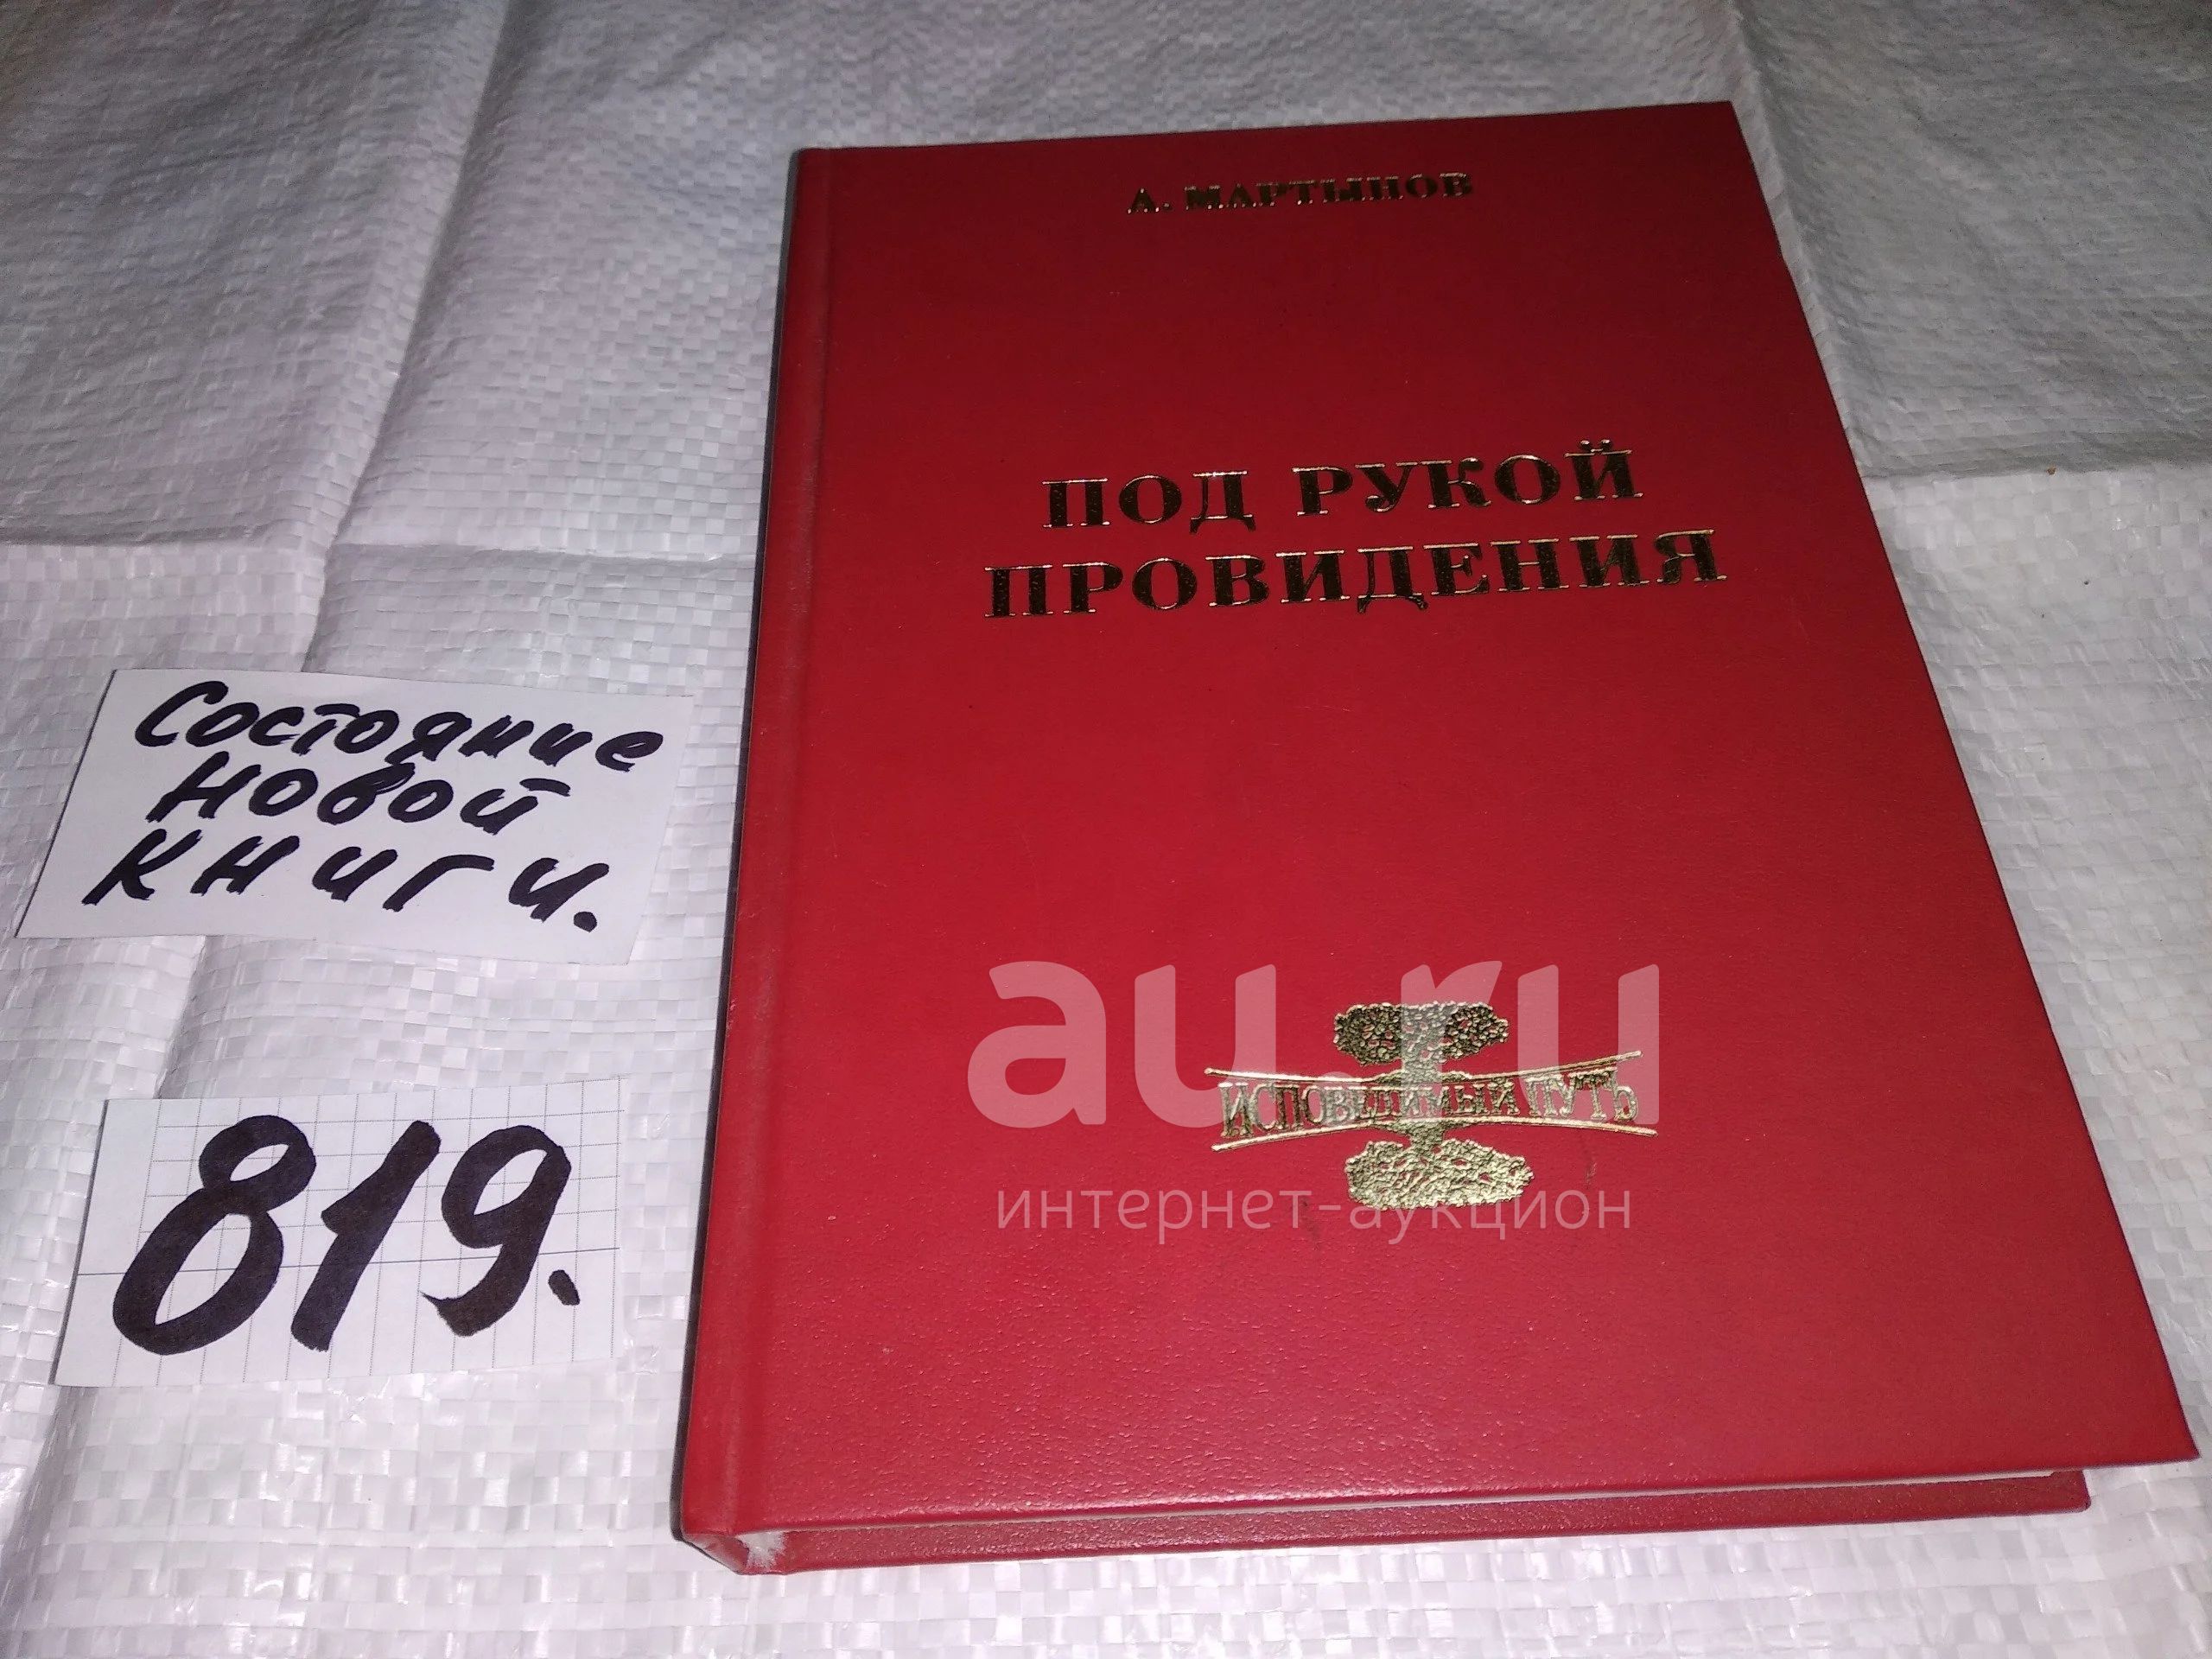 А. МАРТЫНОВ
ПОД РУКОЙ
ПРОВИДЕНИЯ
Состояние
новой
книги.
819.
au.ru
ИСПОВЕДИМЫЙ ПУТЬ
интернет-аукцион